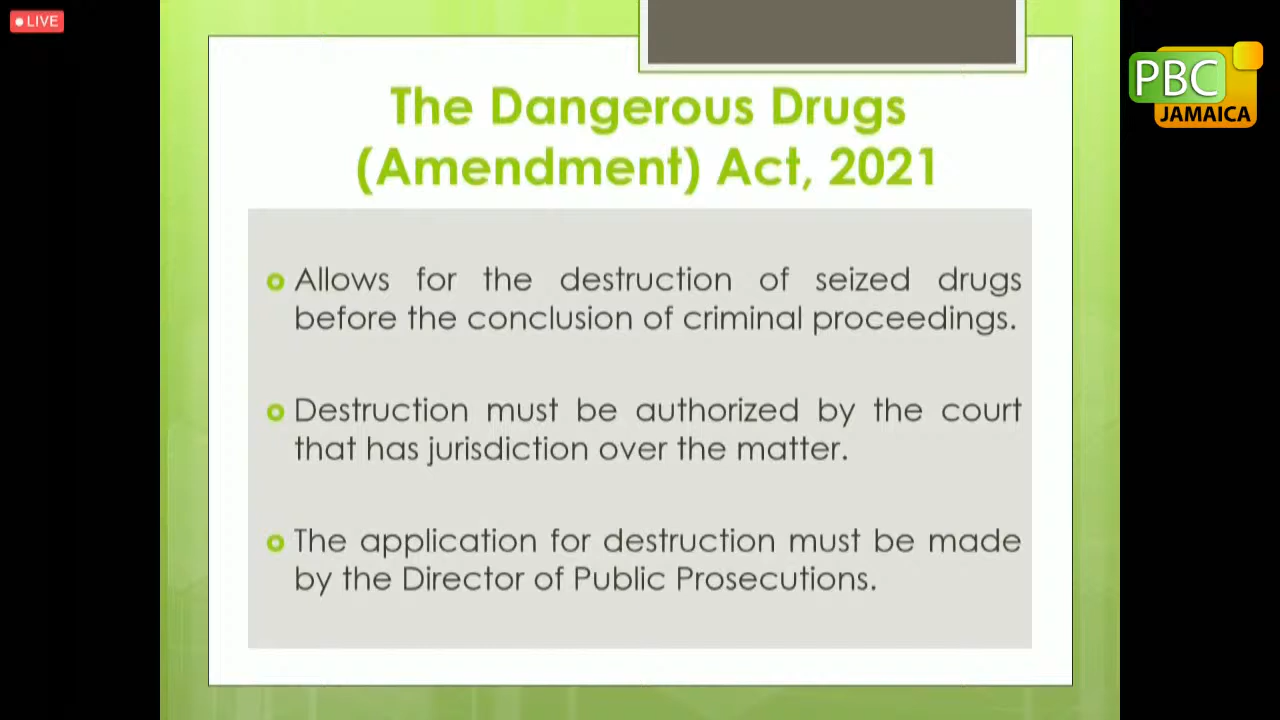 LIVE
PBC
JAMAICA
The Dangerous Drugs
(Amendment) Act, 2021
Allows for the destruction of seized drugs
before the conclusion of criminal proceedings.
Destruction must be authorized by the court
that has jurisdiction over the matter.
The application for destruction must be made
by the Director of Public Prosecutions.